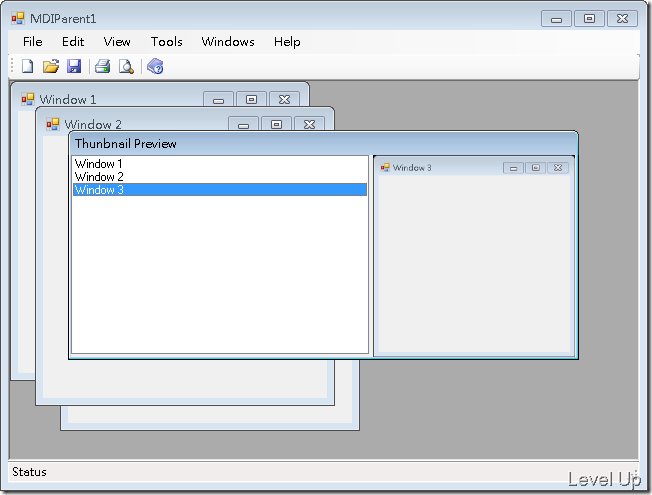 MDIParent1
File Edit View Tools Windows Help
Window 1
Window 2
Thunbnail Preview
Window 1
Window 2
Window 3
Window 3
Status
Level Up